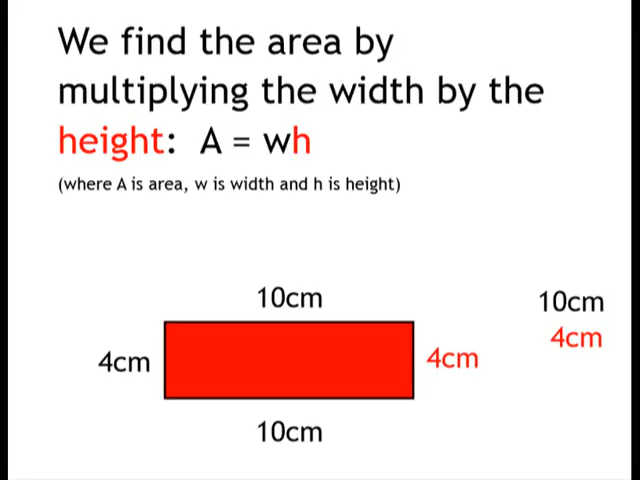 We find the area by
multiplying the width by the
height: A = wh
(where A is area, w is width and h is height)
10cm
10cm
4cm
4cm
4cm
10cm